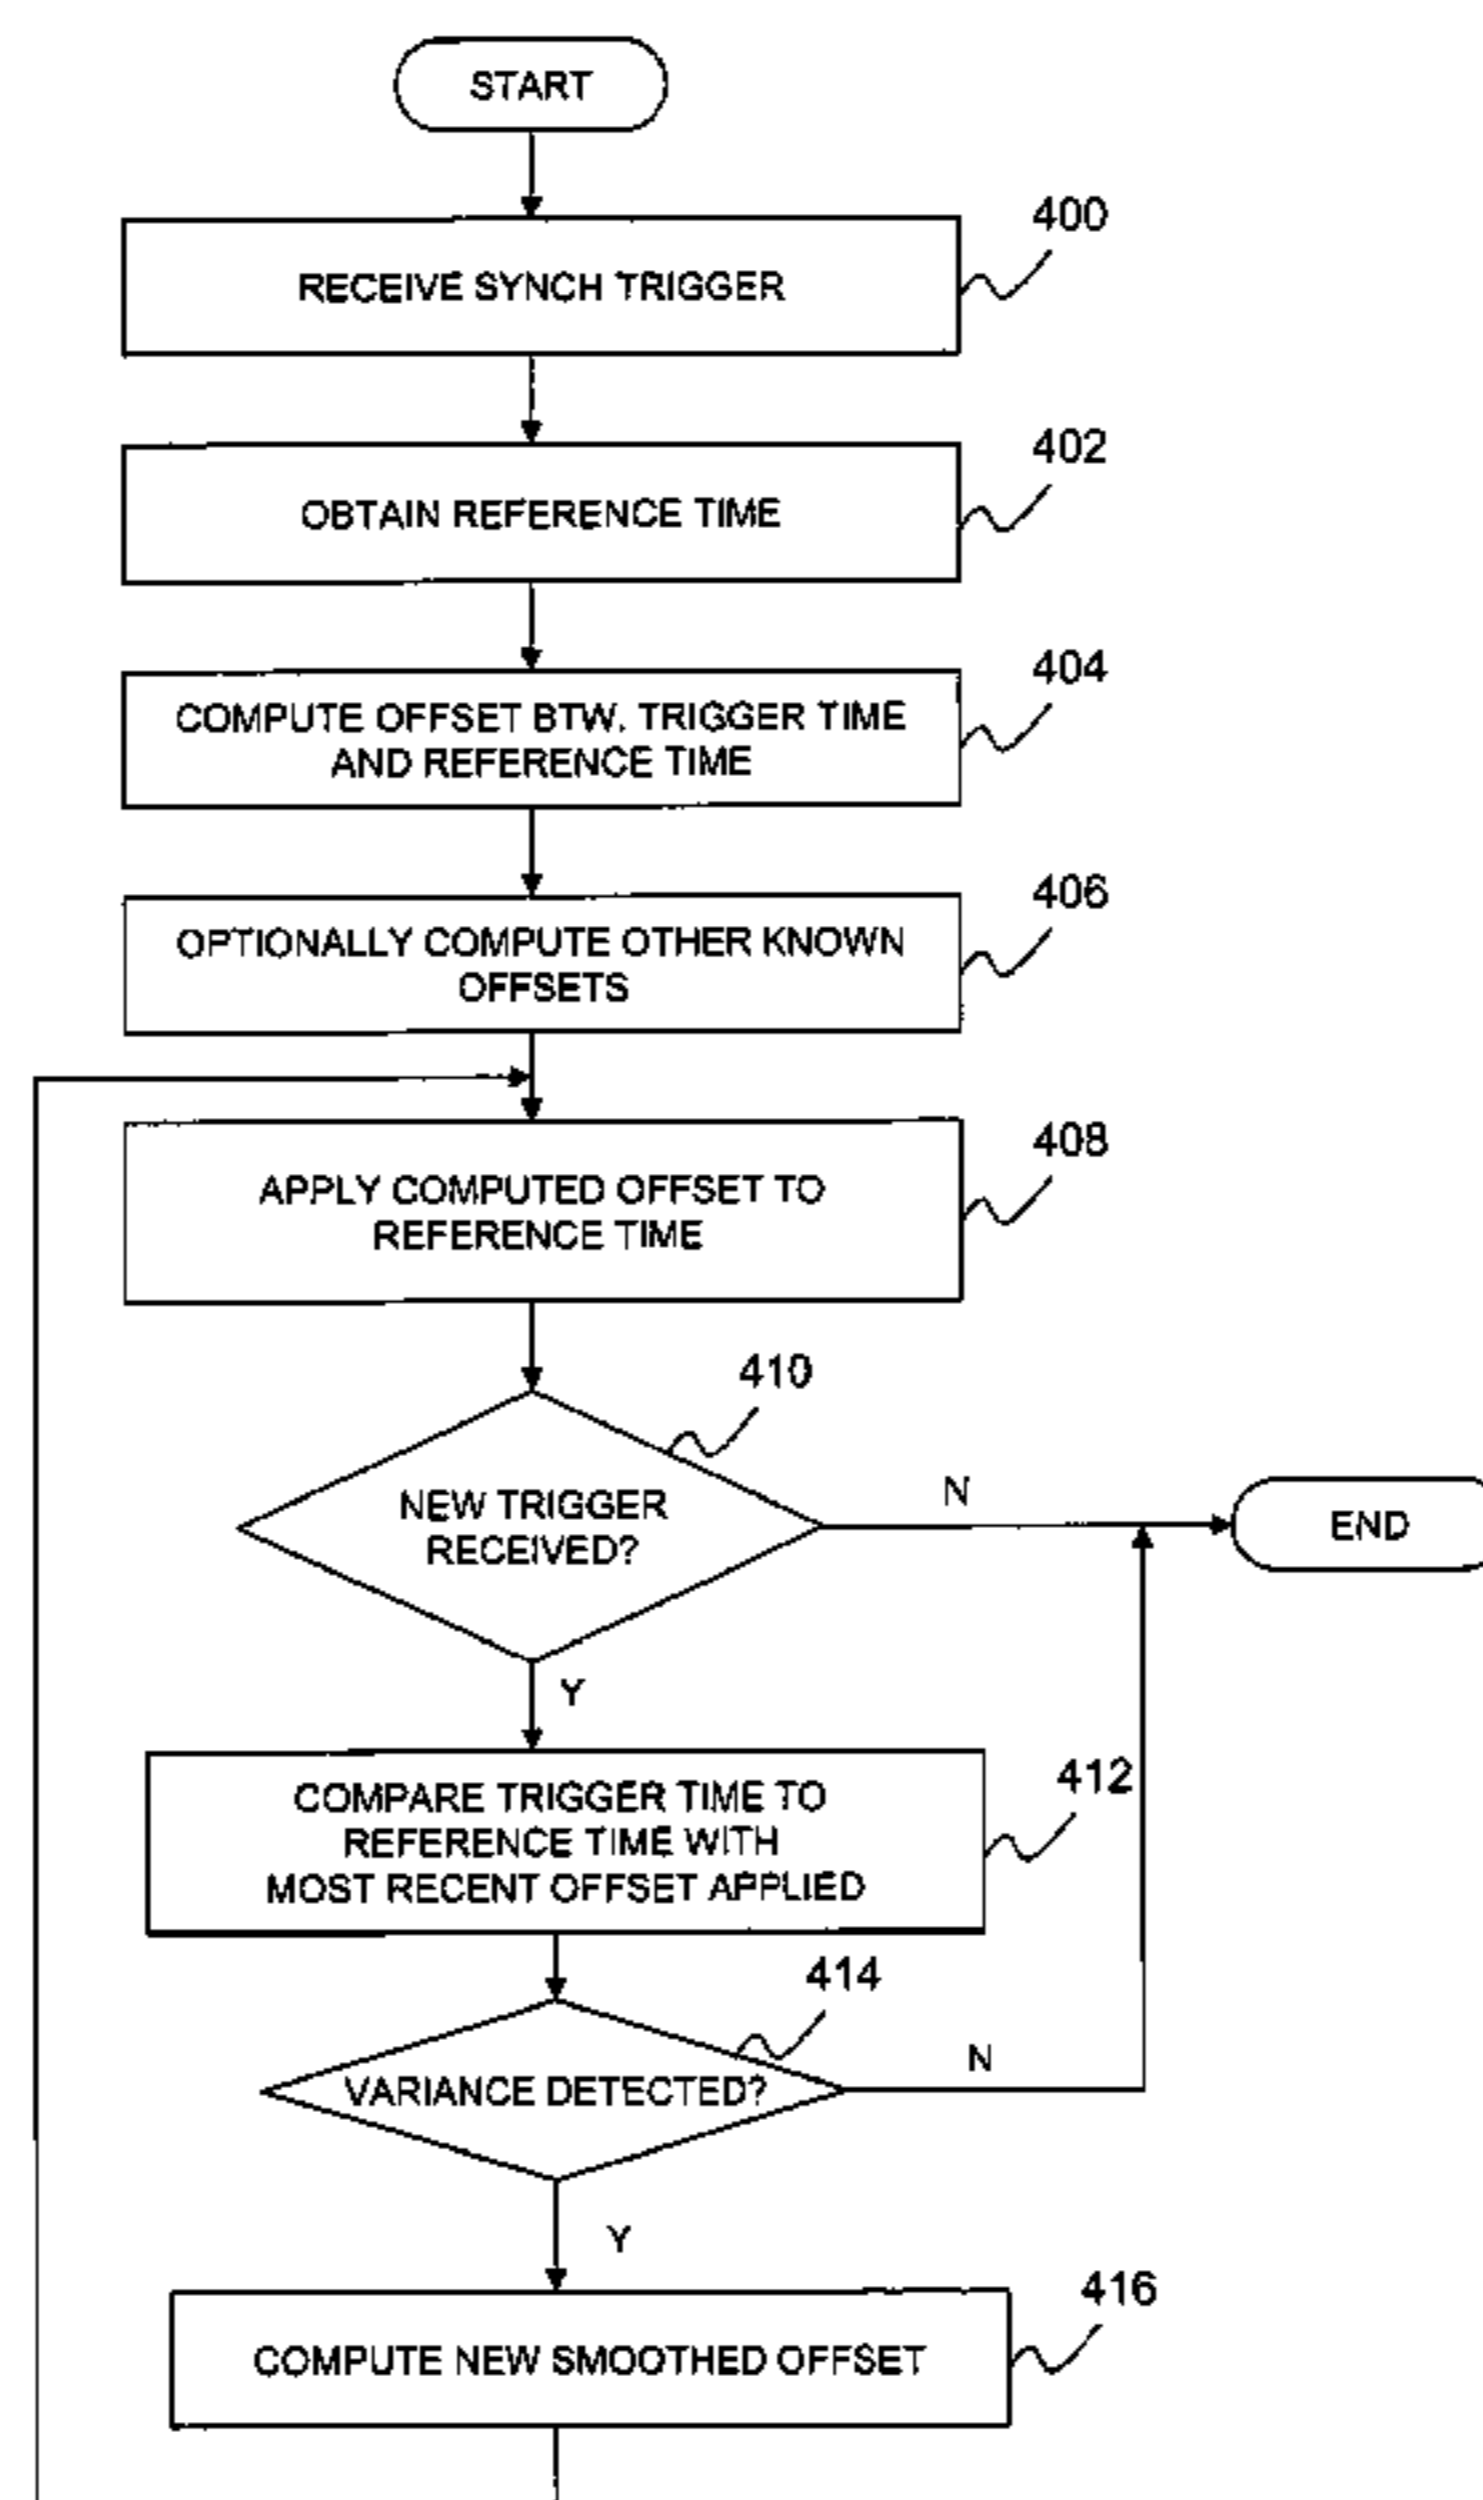 START
400
RECEIVE SYNCH TRIGGER
402
OBTAIN REFERENCE TIME
404
COMPUTE OFFSET BTW. TRIGGER TIME
AND REFERENCE TIME
406
OPTIONALLY COMPUTE OTHER KNOWN
OFFSETS
408
APPLY COMPUTED OFFSET TO
REFERENCE TIME
410
NEW TRIGGER
RECEIVED?
N
END
Y
412
COMPARE TRIGGER TIME TO
REFERENCE TIME WITH
MOST RECENT OFFSET APPLIED
414
VARIANCE DETECTED?
N
Y
416
COMPUTE NEW SMOOTHED OFFSET